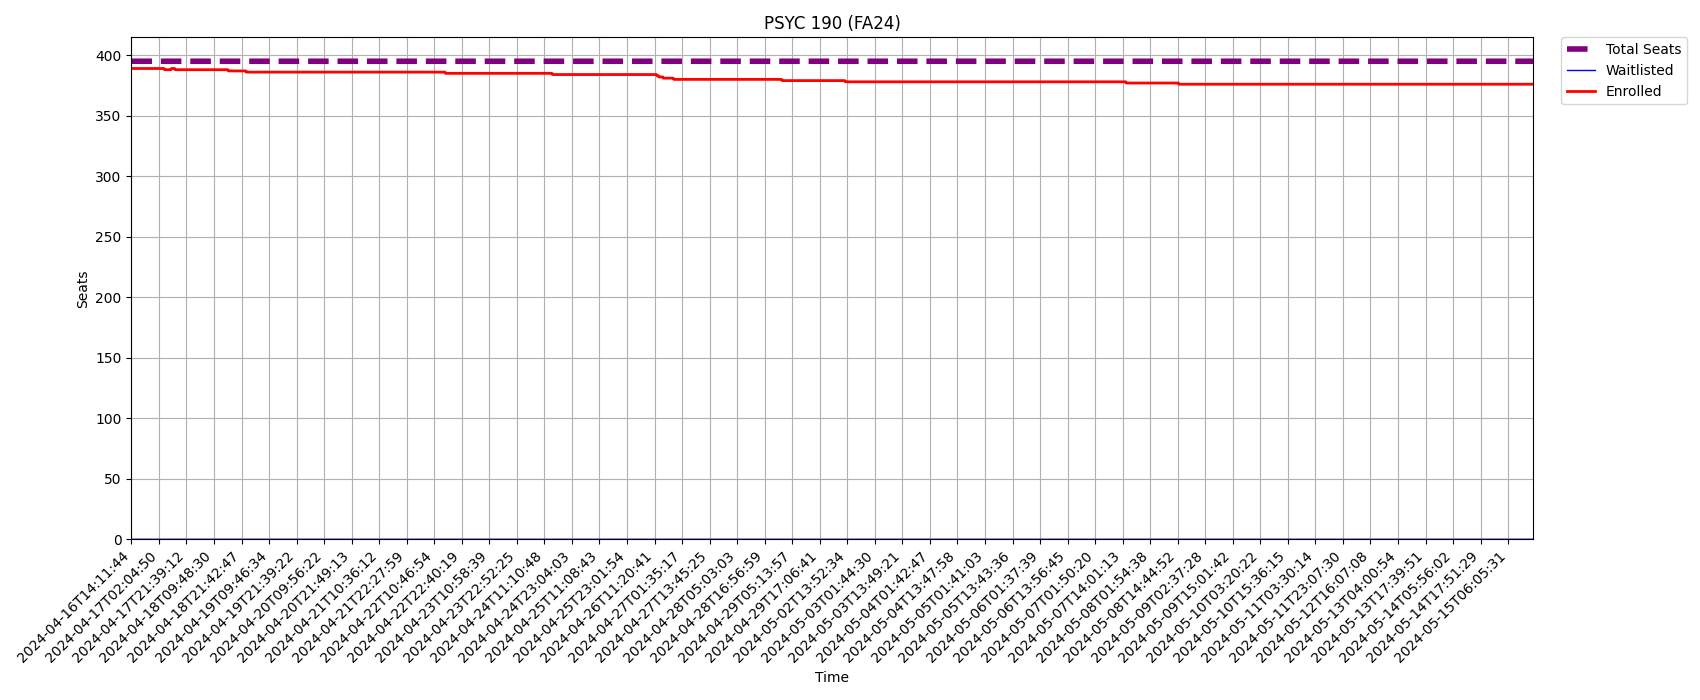 PSYC 190 (FA24)
Total Seats
Waitlisted
Enrolled
400
350
300
250
200
150
100
50
0
Seats
2024-04-16T14:11:44
2024-04-17T02:04:50
2024-04-17T21:39:12
2024-04-18T09:48:30
2024-04-18T21:42:47
2024-04-19T09:46:34
2024-04-19T21:39:22
2024-04-20T09:56:22
2024-04-20T21:49:13
2024-04-21T10:36:12
2024-04-21T22:27:59
2024-04-22T10:46:54
2024-04-22T22:40:19
2024-04-23T10:58:39
2024-04-23T22:52:25
2024-04-24T11:10:48
2024-04-24T23:04:03
2024-04-25T11:08:43
2024-04-25T23:01:54
2024-04-26T11:20:41
2024-04-27T01:35:17
2024-04-27T13:45:25
2024-04-28T05:03:03
2024-04-28T16:56:59
2024-04-29T05:13:57
2024-04-29T17:06:41
2024-05-02T13:52:34
2024-05-03T01:44:30
2024-05-03T13:49:21
2024-05-04T01:42:47
2024-05-04T13:47:58
2024-05-05T01:41:03
2024-05-05T13:43:36
2024-05-06T01:37:39
2024-05-06T13:56:45
2024-05-07T01:50:20
2024-05-07T14:01:13
2024-05-08T01:54:38
2024-05-08T14:44:52
2024-05-09T02:37:28
2024-05-09T15:01:42
2024-05-10T03:20:22
2024-05-10T15:36:15
2024-05-11T03:30:14
2024-05-11T23:07:30
2024-05-12T16:07:08
2024-05-13T04:00:54
2024-05-13T17:39:51
2024-05-14T05:56:02
2024-05-14T17:51:29
2024-05-15T06:05:31
Time